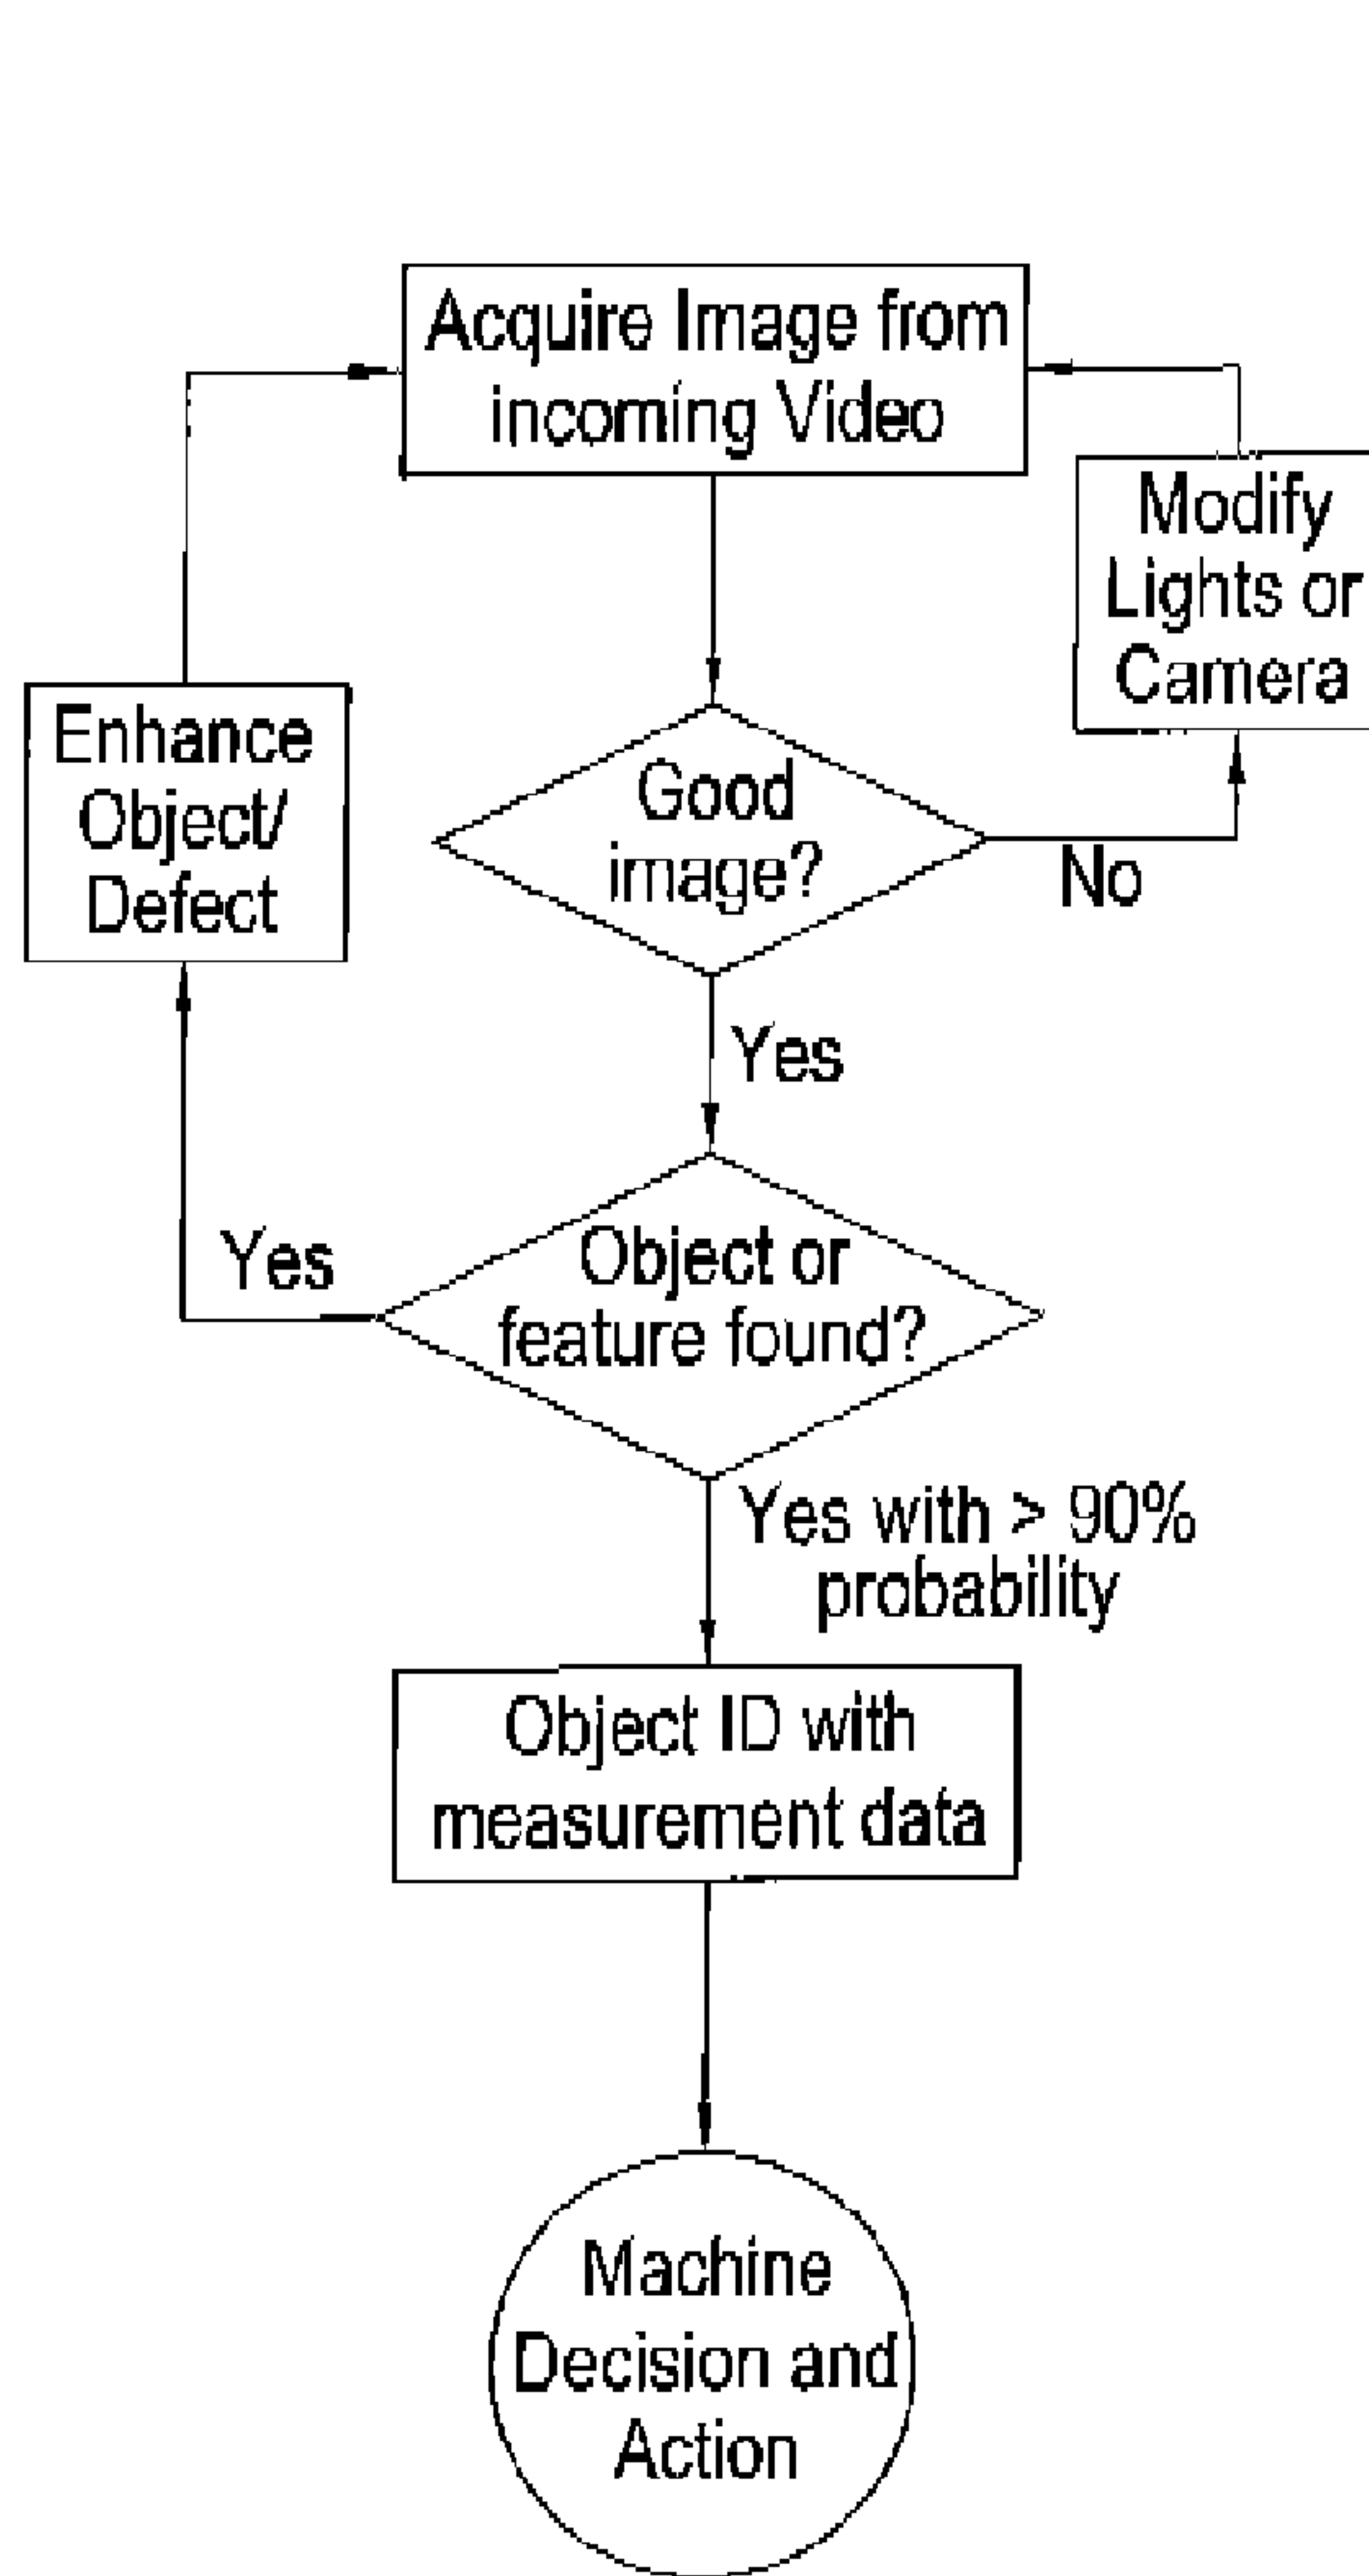 Acquire Image from
incoming Video
Modify
Lights or
Camera
Enhance
Object/
Defect
Good
image?
No
Yes
Yes
Object or
feature found?
Yes with > 90%
probability
Object ID with
measurement data
Machine
Decision and
Action